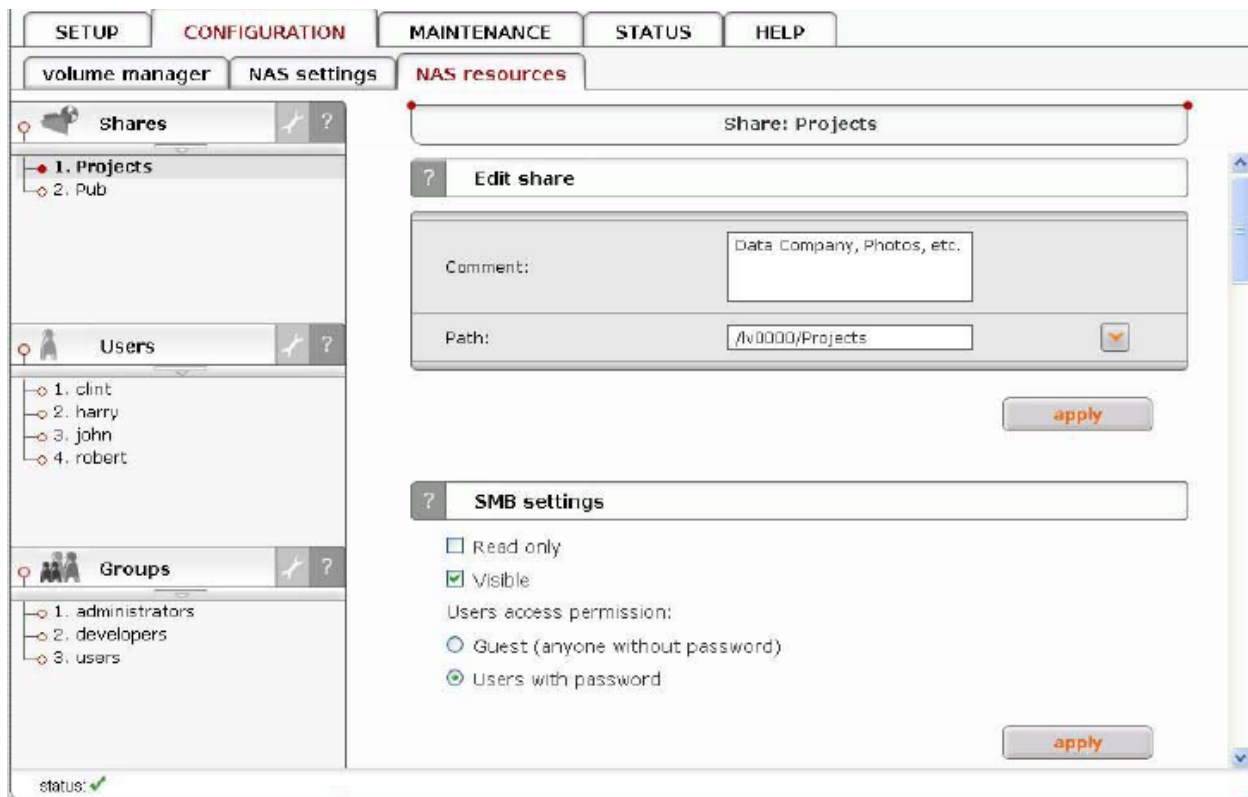 SETUP CONFIGURATION MAINTENANCE STATUS HELP
volume manager NAS settings NAS resources
Shares ?
1. Projects
2. Pub
Users ?
1. clint
2. harry
3. john
4. robert
Groups ?
1. administrators
2. developers
3. users
Share: Projects
? Edit share
Comment: Data Company, Photos, etc.
Path: /lv0000/Projects
apply
? SMB settings
Read only
Visible
Users access permission:
Guest (anyone without password)
Users with password
apply
status: